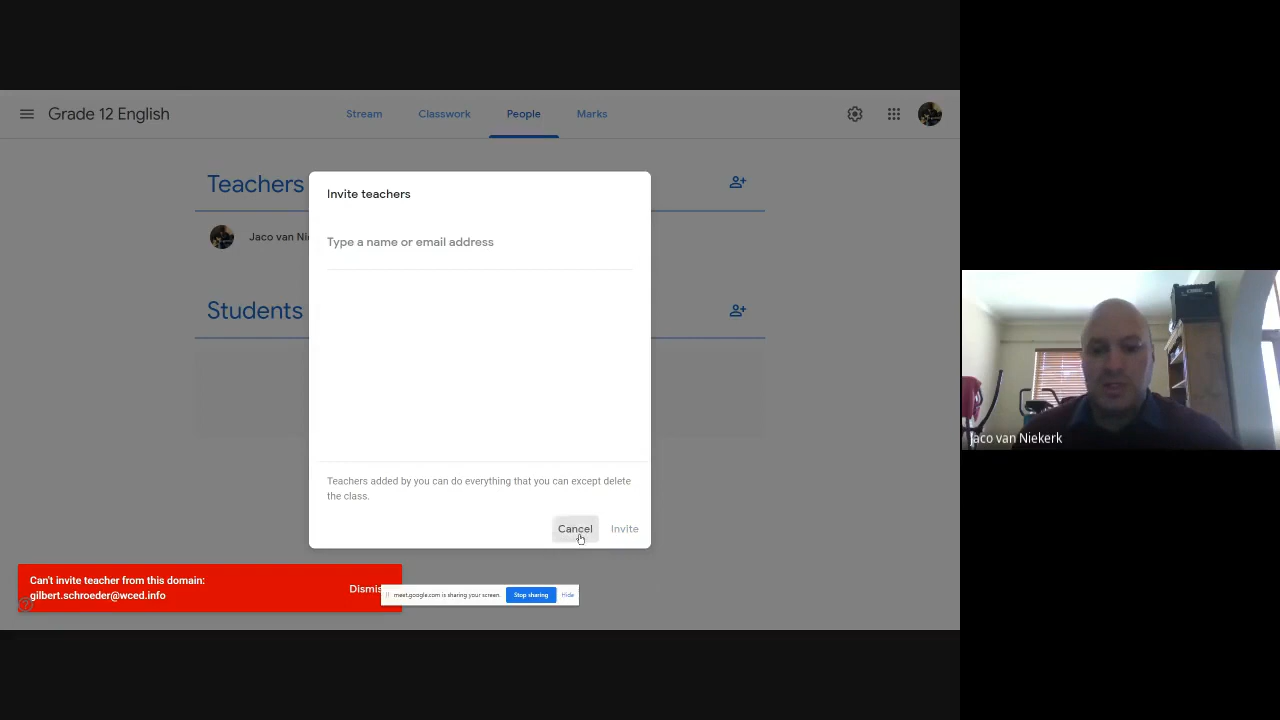 Grade 12 English
Stream
Classwork
People
Marks
Teachers
Jaco van Ni
Students
Invite teachers
Type a name or email address
Teachers added by you can do everything that you can except delete
the class.
Cancel
Invite
Can't invite teacher from this domain:
gilbert.schroeder@wced.info
Dismis
meet.google.com is sharing your screen.
Stop sharing
Hide
Jaco van Niekerk